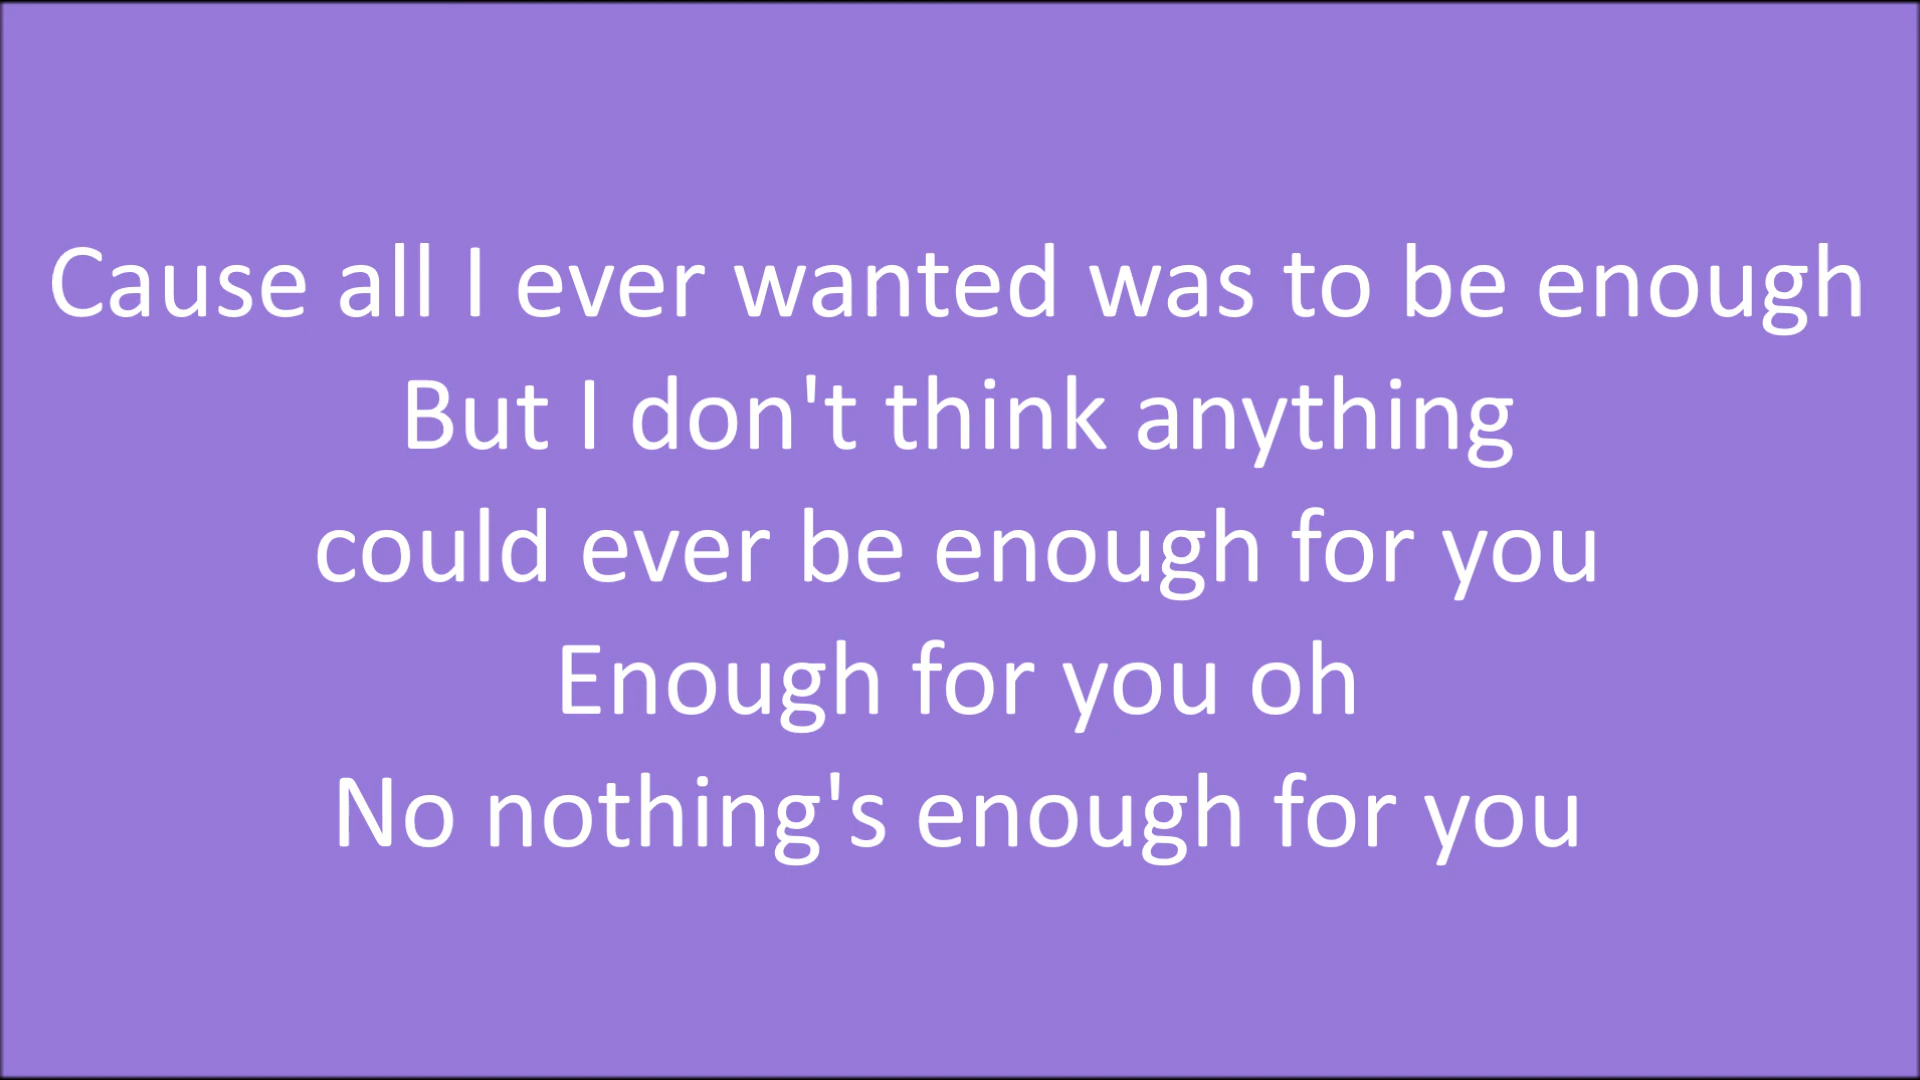 Cause all I ever wanted was to be enough
But I don't think anything
could ever be enough for you
Enough for you oh
No nothing's enough for you